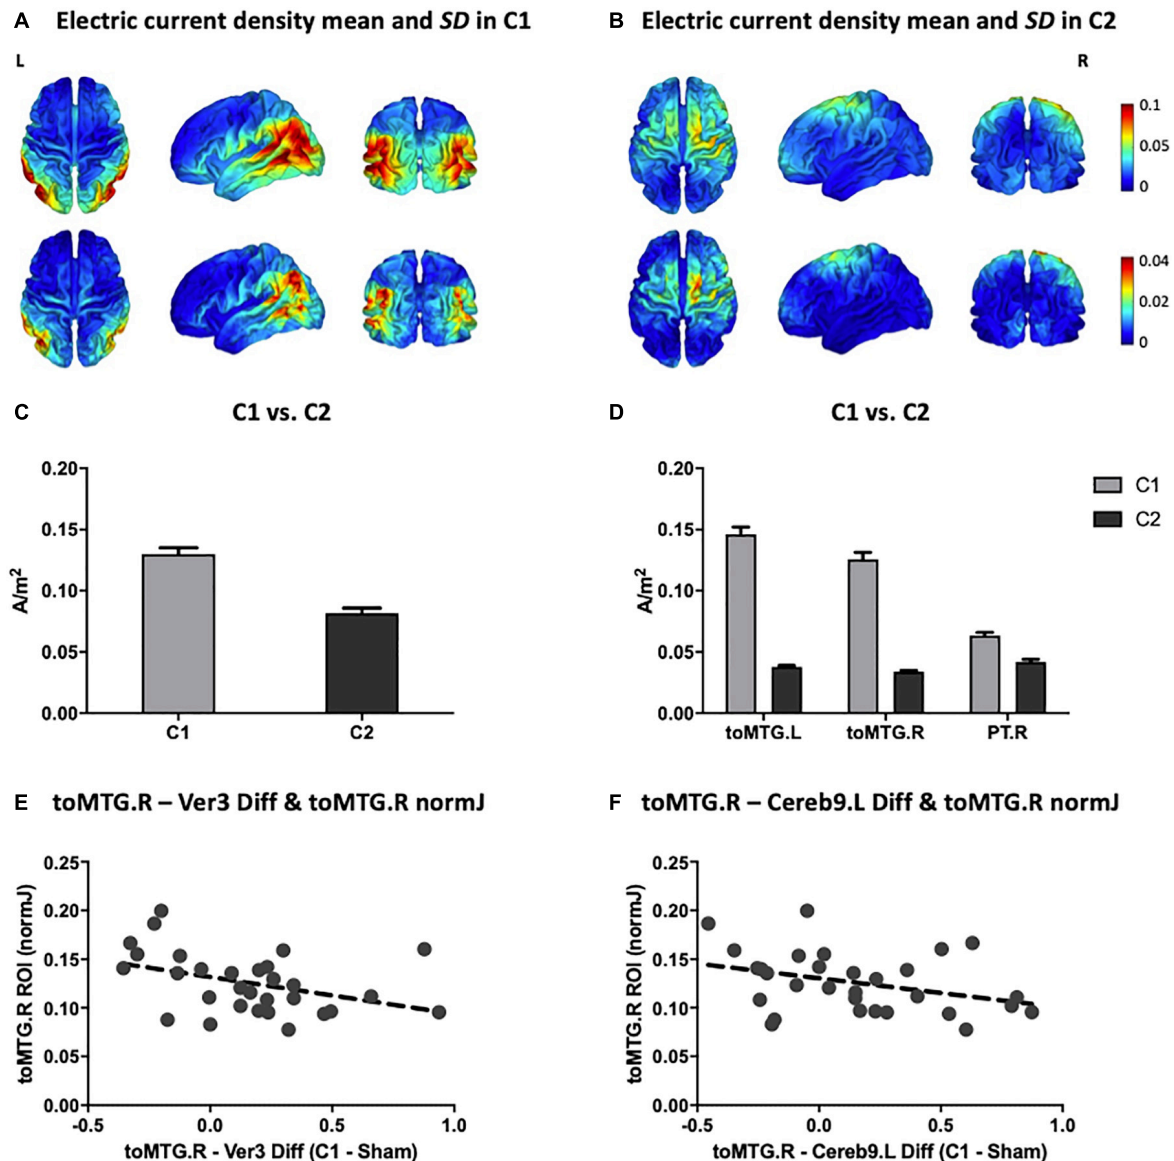 A Electric current density mean and SD in C1
B Electric current density mean and SD in C2
L
R
0.1
0.05
0
0.04
0.02
0
C C1 vs. C2
0.20
0.15
0.10
0.05
0.00
A/m²
C1 C2
D C1 vs. C2
0.20
0.15
0.10
0.05
0.00
A/m²
toMTG.L toMTG.R PT.R
C1
C2
E toMTG.R – Ver3 Diff & toMTG.R normJ
0.25
0.20
0.15
0.10
0.05
0.00
toMTG.R ROI (normJ)
-0.5 0.0 0.5 1.0
toMTG.R - Ver3 Diff (C1 - Sham)
F toMTG.R – Cereb9.L Diff & toMTG.R normJ
0.25
0.20
0.15
0.10
0.05
0.00
toMTG.R ROI (normJ)
-0.5 0.0 0.5 1.0
toMTG.R - Cereb9.L Diff (C1 - Sham)